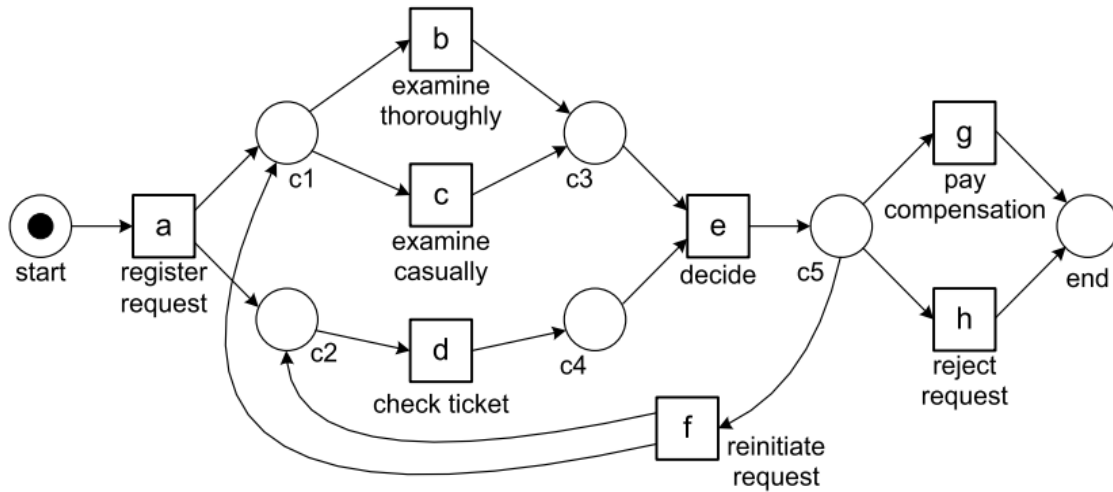 b
examine
thoroughly
c1
c
examine
casually
c3
start
a
register
request
c2
d
check ticket
c4
e
decide
c5
g
pay
compensation
end
h
reject
request
f
reinitiate
request